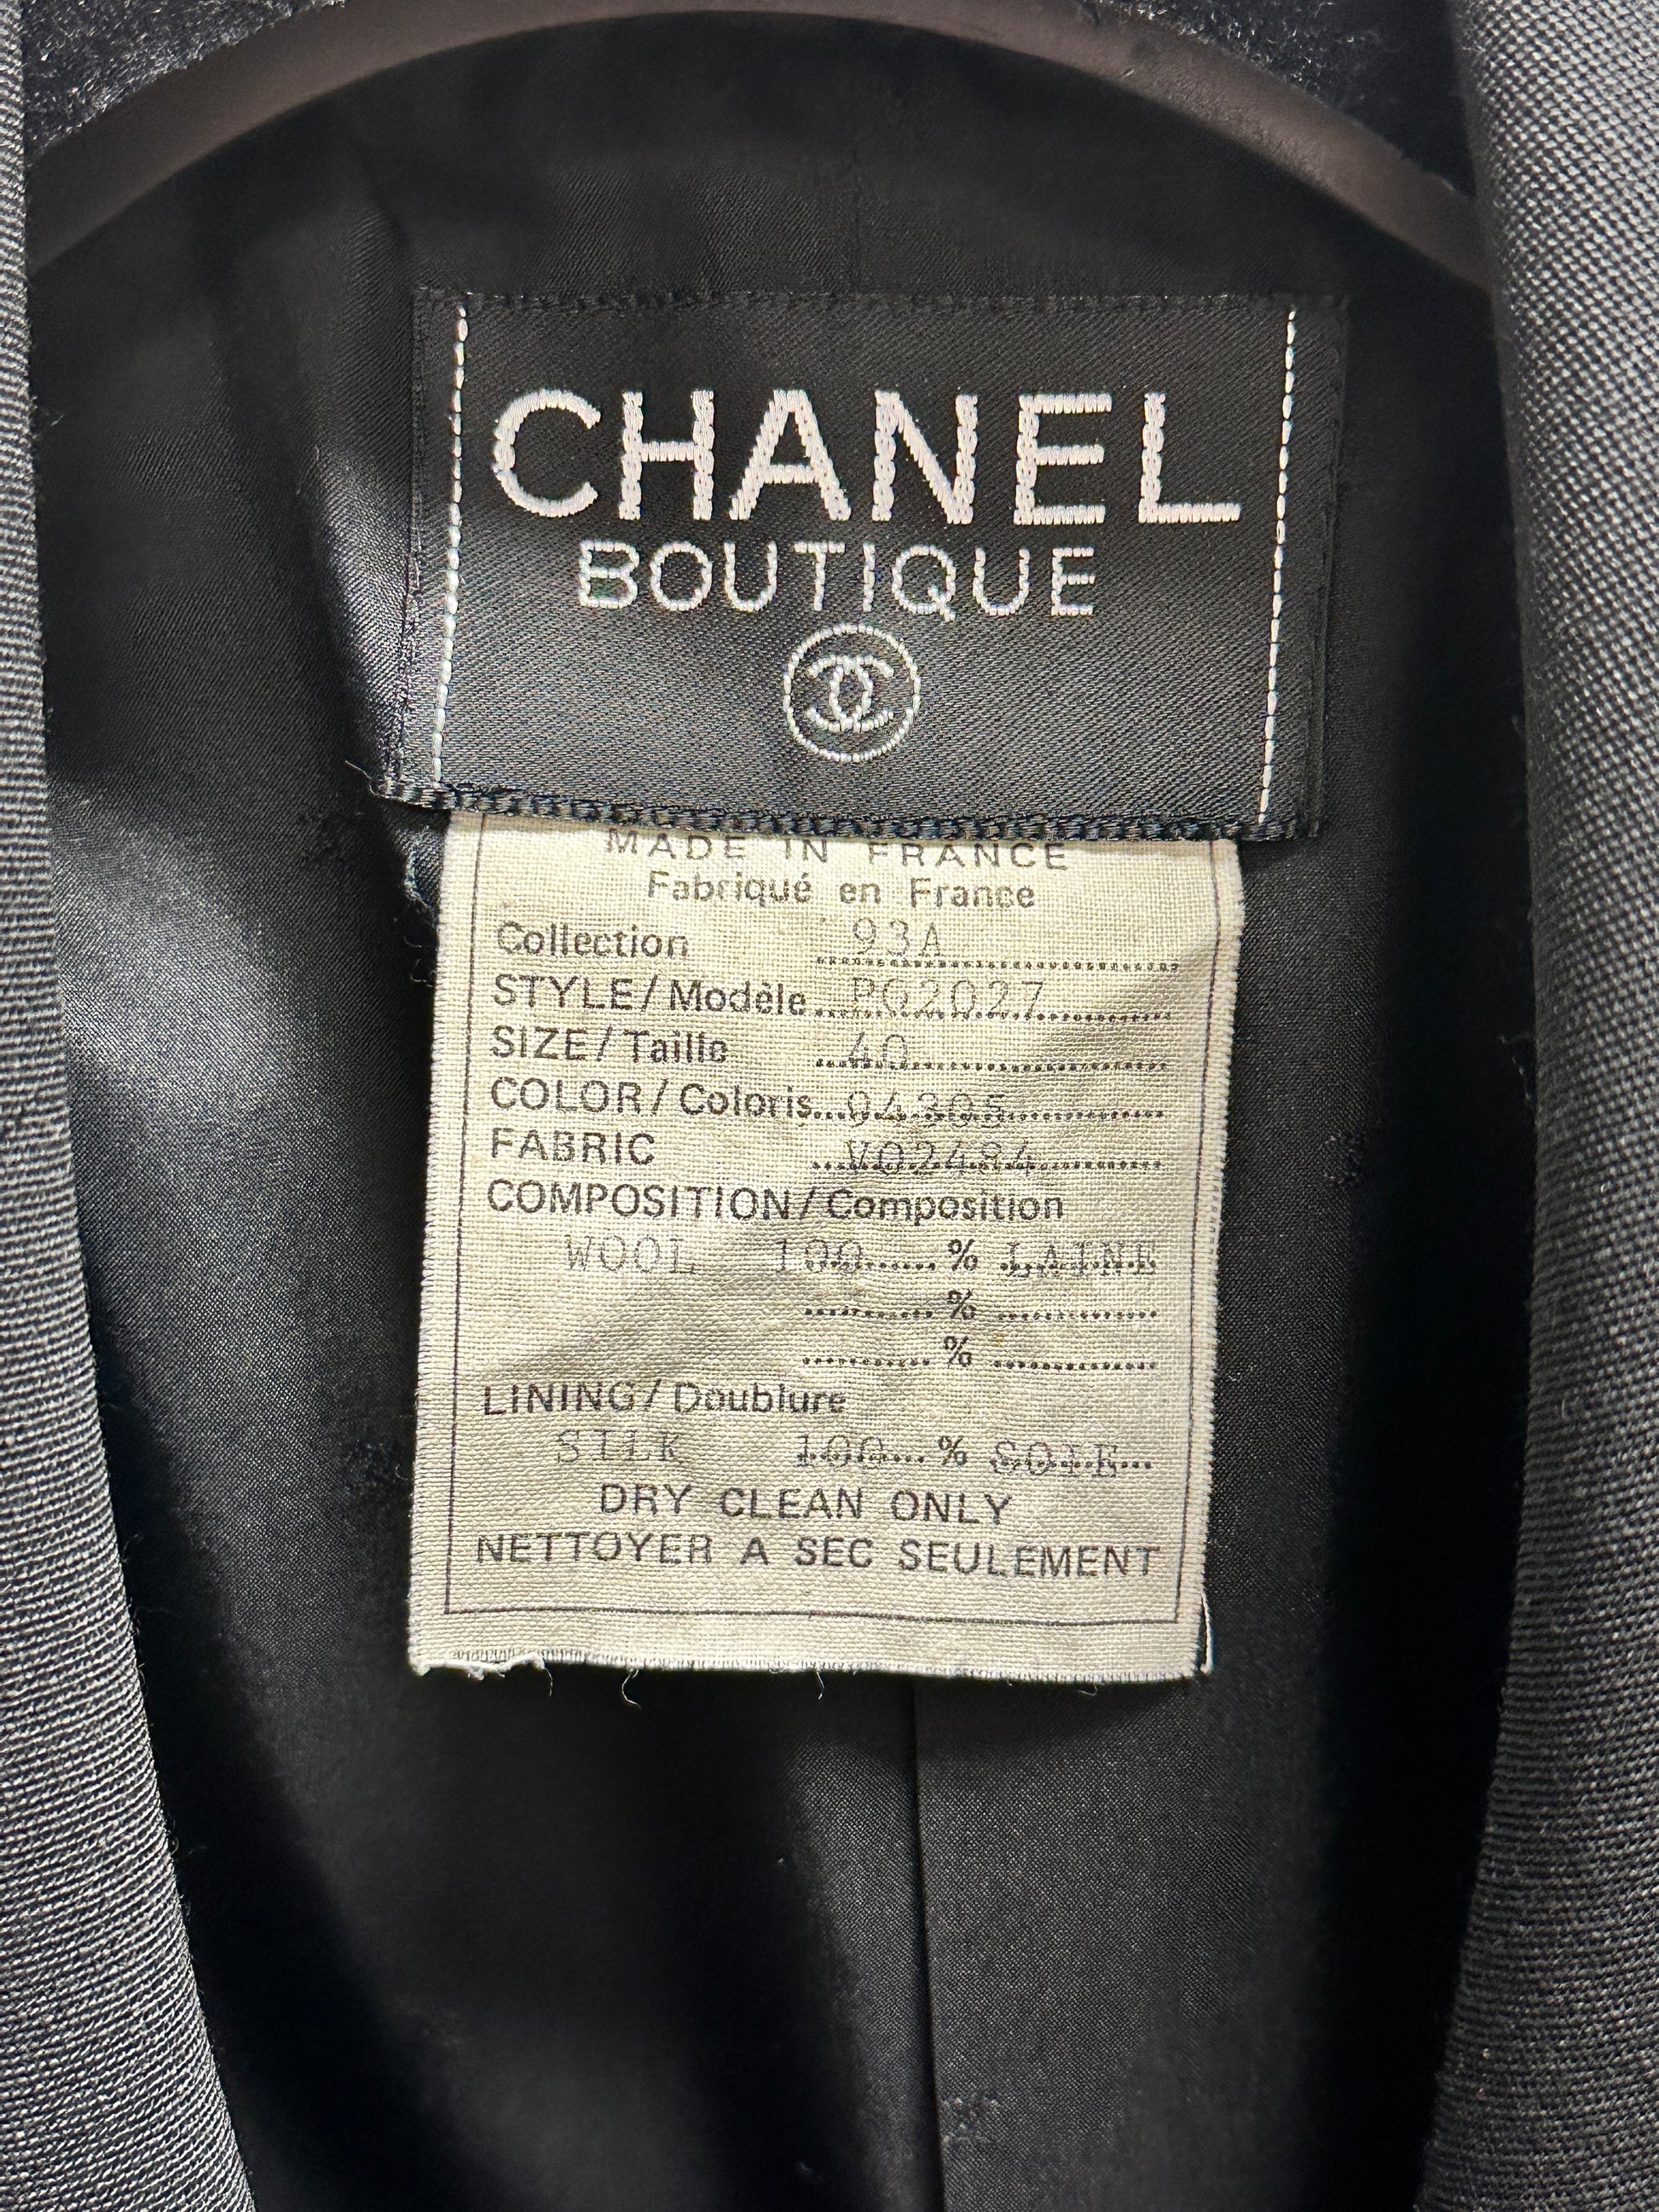 CHANEL
BOUTIQUE
MADE IN FRANCE
Fabriqué en France
Collection 93A
STYLE/Modèle P02027
SIZE/Taille 40
COLOR/Coloris 94305
FABRIC V02484
COMPOSITION/Composition
WOOL 100 % LAINE
%
%
LINING/Doublure
SILK 100 % SOIE
DRY CLEAN ONLY
NETTOYER A SEC SEULEMENT